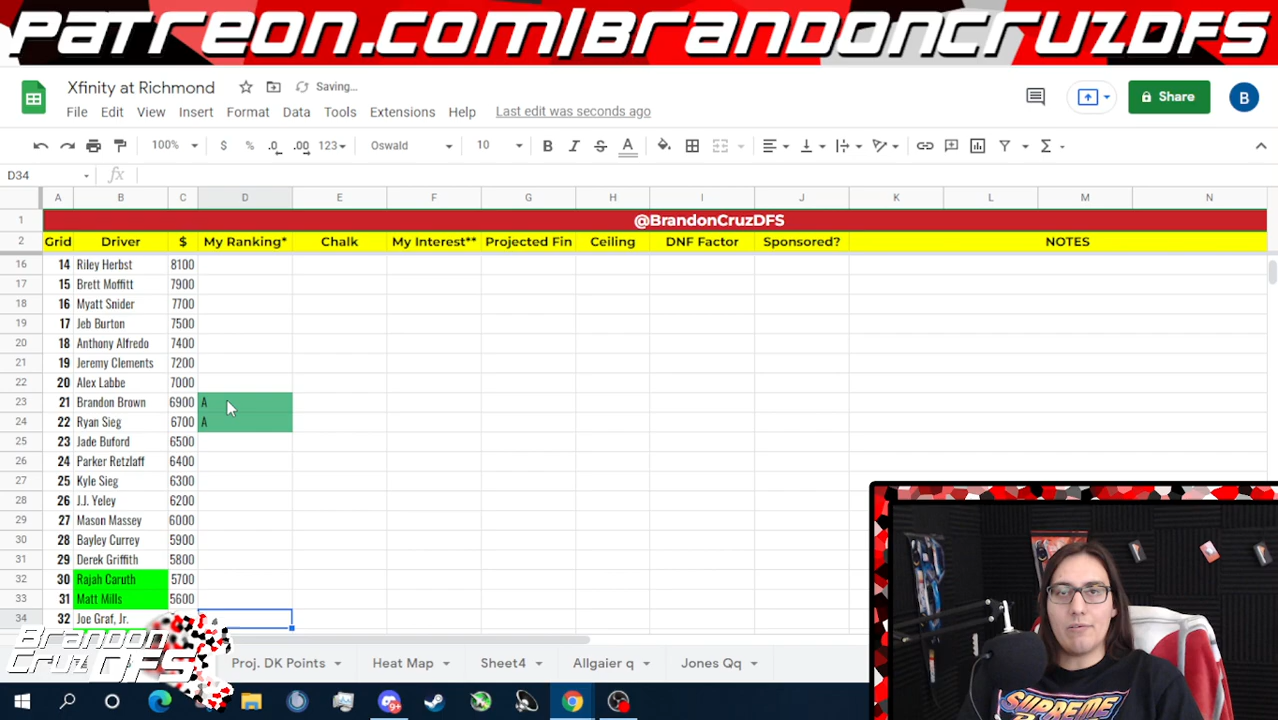 Patreon.com/BrandonCruzDFS
Xfinity at Richmond
Saving…
File Edit View Insert Format Data Tools Extensions Help Last edit was seconds ago
Share
B
100% $ % .0 .00 123 Oswald 10 B I S A
D34 fx
A B C D E F G H I J K L M N
1 @BrandonCruzDFS
2 Grid Driver $ My Ranking* Chalk My Interest** Projected Fin Ceiling DNF Factor Sponsored? NOTES
16 14 Riley Herbst 8100
17 15 Brett Moffitt 7900
18 16 Myatt Snider 7700
19 17 Jeb Burton 7500
20 18 Anthony Alfredo 7400
21 19 Jeremy Clements 7200
22 20 Alex Labbe 7000
23 21 Brandon Brown 6900 A
24 22 Ryan Sieg 6700 A
25 23 Jade Buford 6500
26 24 Parker Retzlaff 6400
27 25 Kyle Sieg 6300
28 26 J.J. Yeley 6200
29 27 Mason Massey 6000
30 28 Bayley Currey 5900
31 29 Derek Griffith 5800
32 30 Rajah Caruth 5700
33 31 Matt Mills 5600
34 32 Joe Graf, Jr.
Brandon
Cruz DFS
Proj. DK Points Heat Map Sheet4 Allgaier q Jones Qq
SUPREME